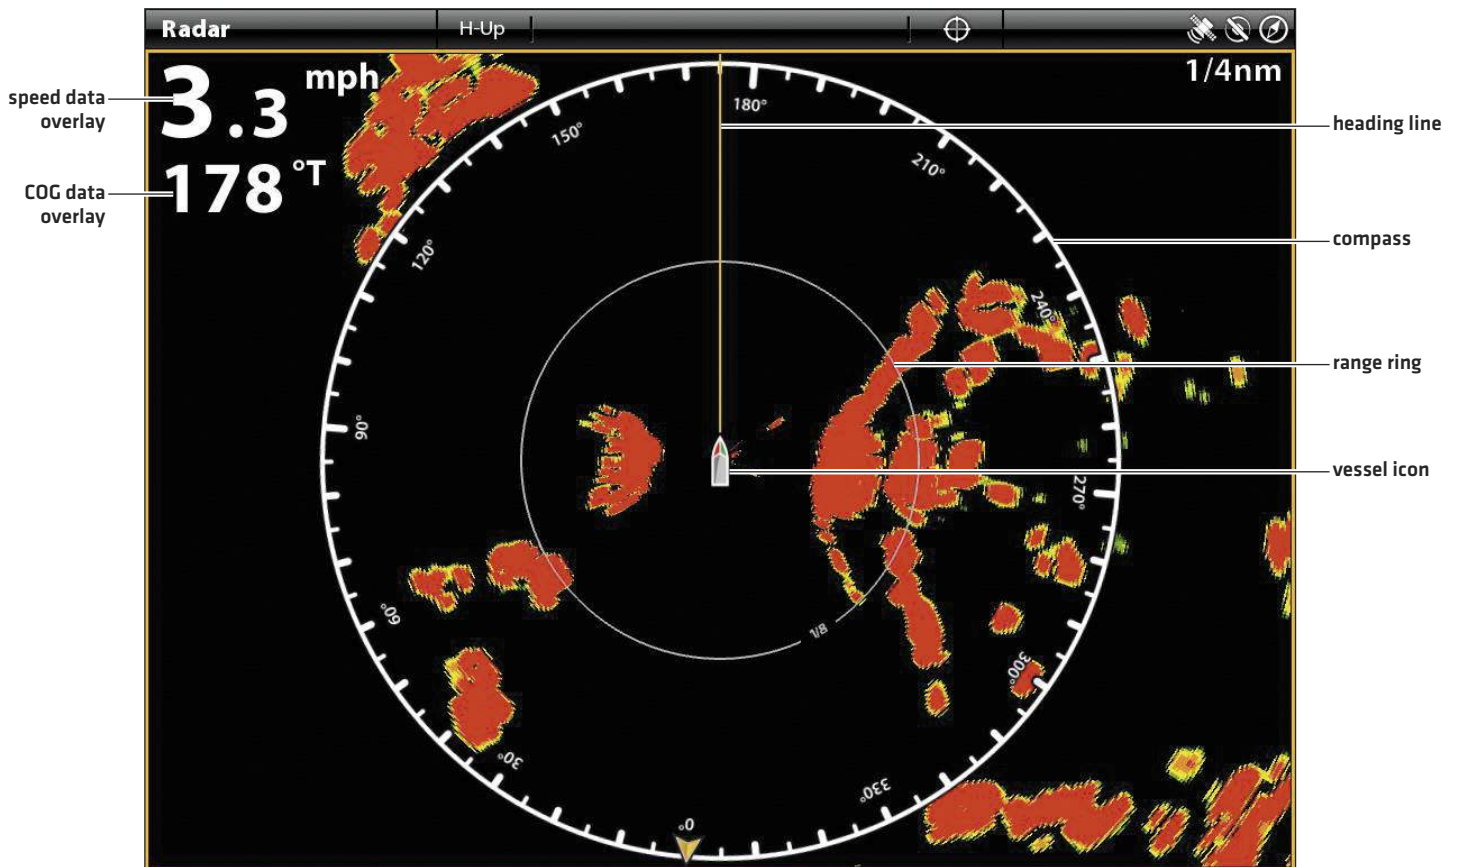 Radar
H-Up
3.3 mph
1/4nm
178 °T
speed data
overlay
COG data
overlay
heading line
compass
range ring
vessel icon
180°
150°
210°
120°
240°
90°
270°
60°
1/8
300°
30°
330°
0°